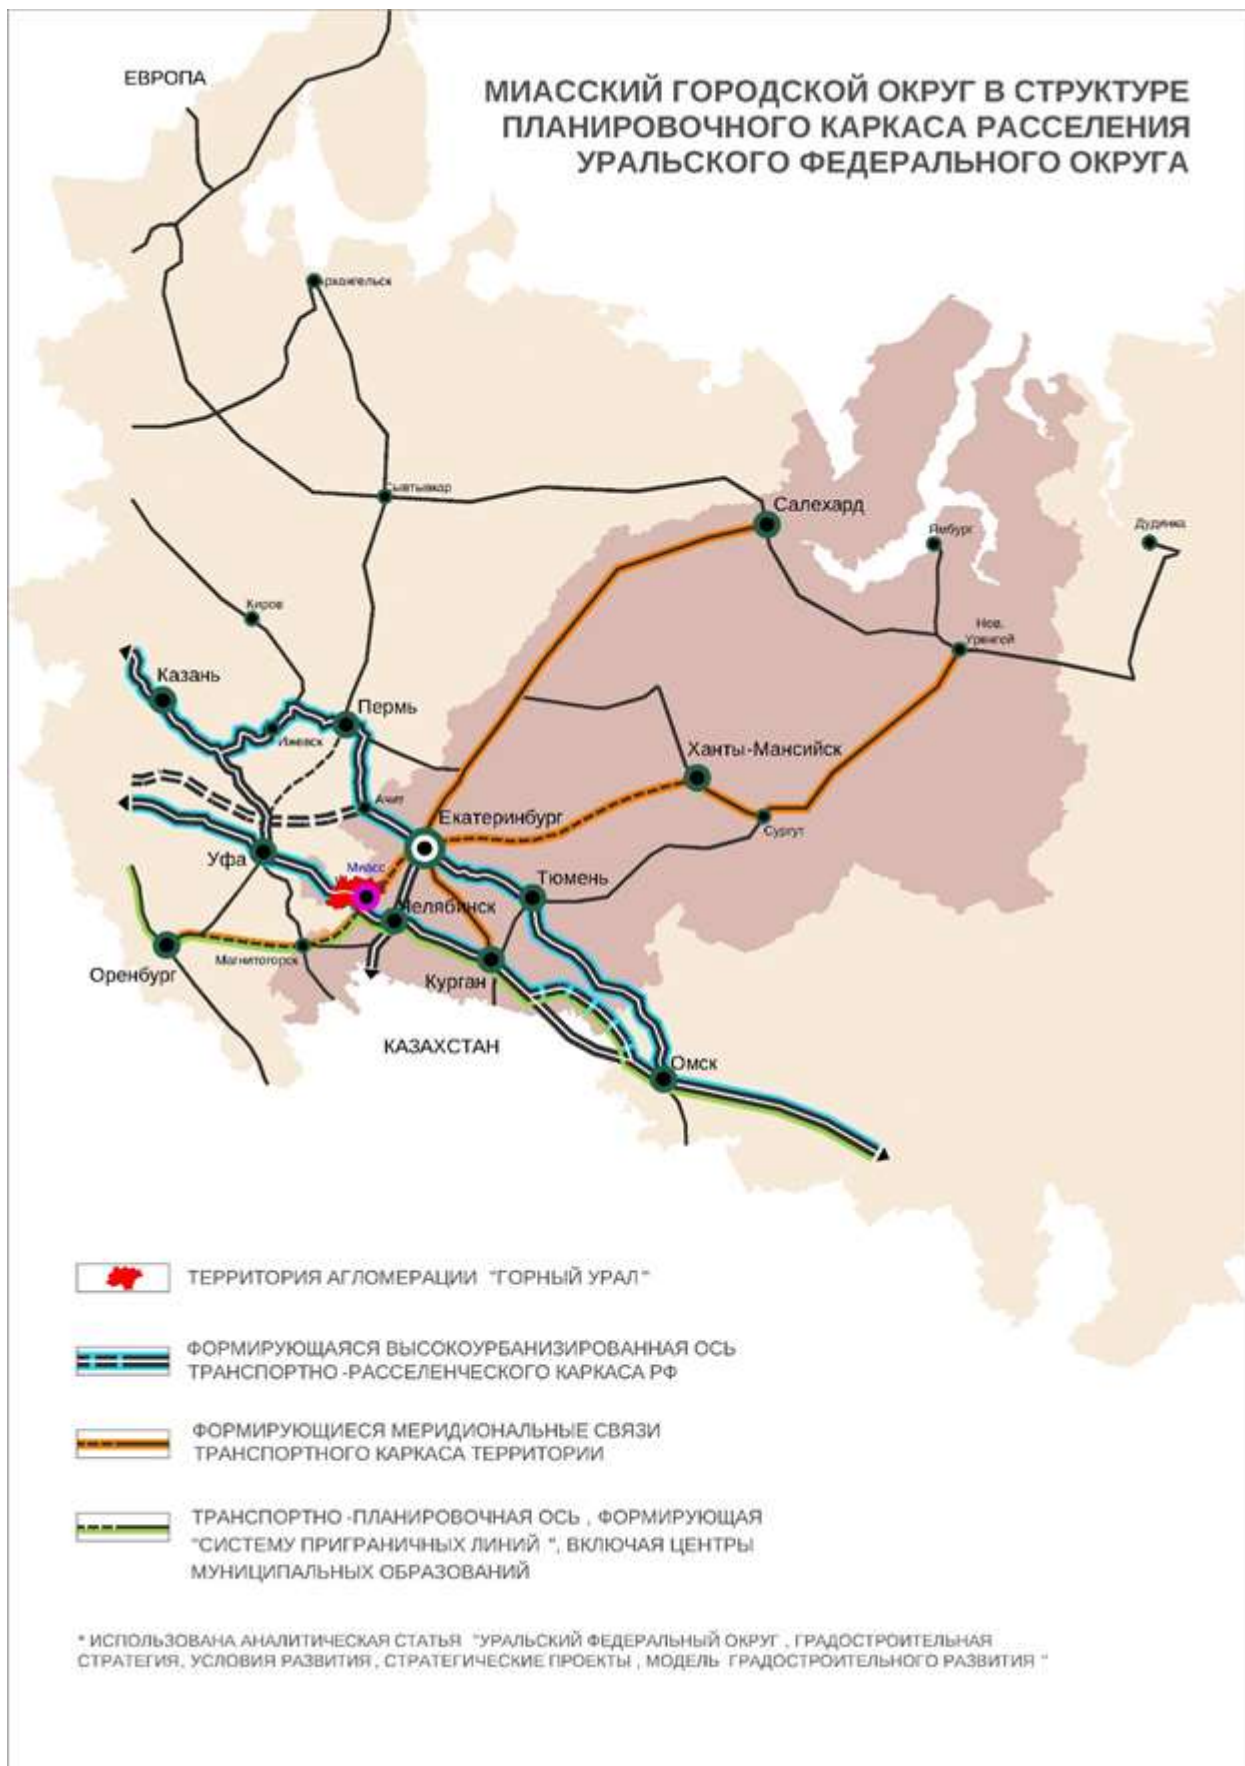 ЕВРОПА
МИАССКИЙ ГОРОДСКОЙ ОКРУГ В СТРУКТУРЕ
ПЛАНИРОВОЧНОГО КАРКАСА РАССЕЛЕНИЯ
УРАЛЬСКОГО ФЕДЕРАЛЬНОГО ОКРУГА
Архангельск
Сывтывкар
Салехард
Ямбург
Дудинка
Киров
Нов.
Уренгой
Казань
Пермь
Ижевск
Ханты-Мансийск
Ачит
Екатеринбург
Сургут
Уфа
Миасс
Тюмень
Челябинск
Магнитогорск
Оренбург
Курган
КАЗАХСТАН
Омск
ТЕРРИТОРИЯ АГЛОМЕРАЦИИ "ГОРНЫЙ УРАЛ"
ФОРМИРУЮЩАЯСЯ ВЫСОКОУРБАНИЗИРОВАННАЯ ОСЬ
ТРАНСПОРТНО -РАССЕЛЕНЧЕСКОГО КАРКАСА РФ
ФОРМИРУЮЩИЕСЯ МЕРИДИОНАЛЬНЫЕ СВЯЗИ
ТРАНСПОРТНОГО КАРКАСА ТЕРРИТОРИИ
ТРАНСПОРТНО -ПЛАНИРОВОЧНАЯ ОСЬ , ФОРМИРУЮЩАЯ
"СИСТЕМУ ПРИГРАНИЧНЫХ ЛИНИЙ ", ВКЛЮЧАЯ ЦЕНТРЫ
МУНИЦИПАЛЬНЫХ ОБРАЗОВАНИЙ
* ИСПОЛЬЗОВАНА АНАЛИТИЧЕСКАЯ СТАТЬЯ "УРАЛЬСКИЙ ФЕДЕРАЛЬНЫЙ ОКРУГ , ГРАДОСТРОИТЕЛЬНАЯ
СТРАТЕГИЯ, УСЛОВИЯ РАЗВИТИЯ , СТРАТЕГИЧЕСКИЕ ПРОЕКТЫ , МОДЕЛЬ ГРАДОСТРОИТЕЛЬНОГО РАЗВИТИЯ "